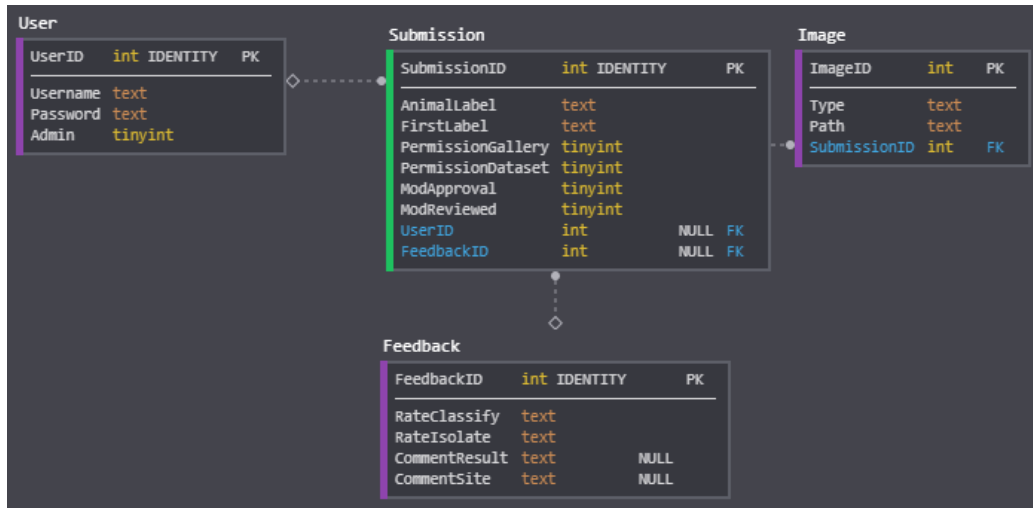 User
UserID int IDENTITY PK
Username text
Password text
Admin tinyint
Submission
SubmissionID int IDENTITY PK
AnimalLabel text
FirstLabel text
PermissionGallery tinyint
PermissionDataset tinyint
ModApproval tinyint
ModReviewed tinyint
UserID int NULL FK
FeedbackID int NULL FK
Image
ImageID int PK
Type text
Path text
SubmissionID int FK
Feedback
FeedbackID int IDENTITY PK
RateClassify text
RateIsolate text
CommentResult text NULL
CommentSite text NULL